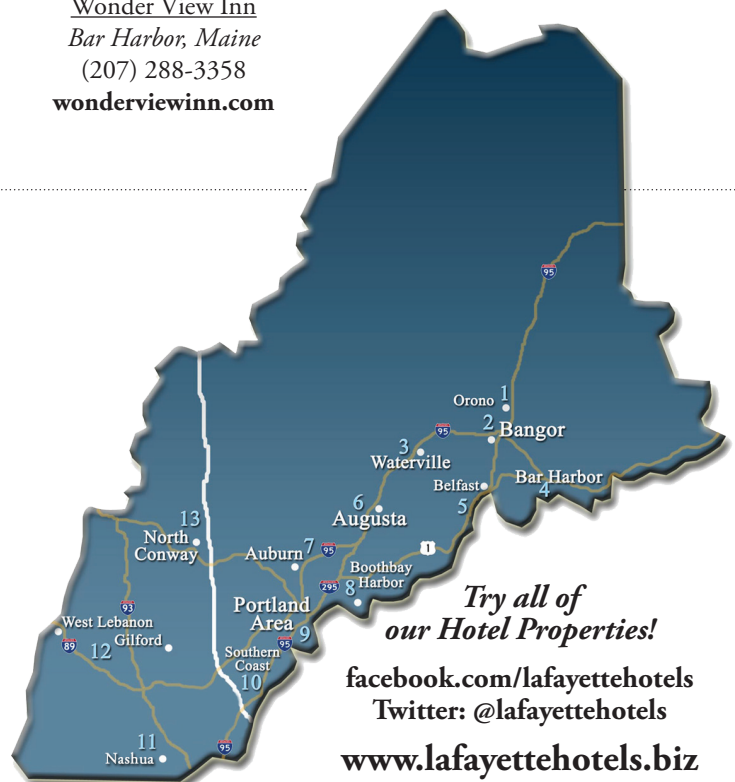 Wonder View Inn
Bar Harbor, Maine
(207) 288-3358
wonderviewinn.com
95
Orono 1
2 Bangor
95
3
Waterville
Belfast
5
Bar Harbor
4
6
Augusta
13
North
Conway
Auburn 7 95
1
Boothbay
Harbor
8
295
93
Portland
Area
9
95
West Lebanon
89
12
Gilford
Southern
Coast
10
11
Nashua
95
Try all of
our Hotel Properties!
facebook.com/lafayettehotels
Twitter: @lafayettehotels
www.lafayettehotels.biz